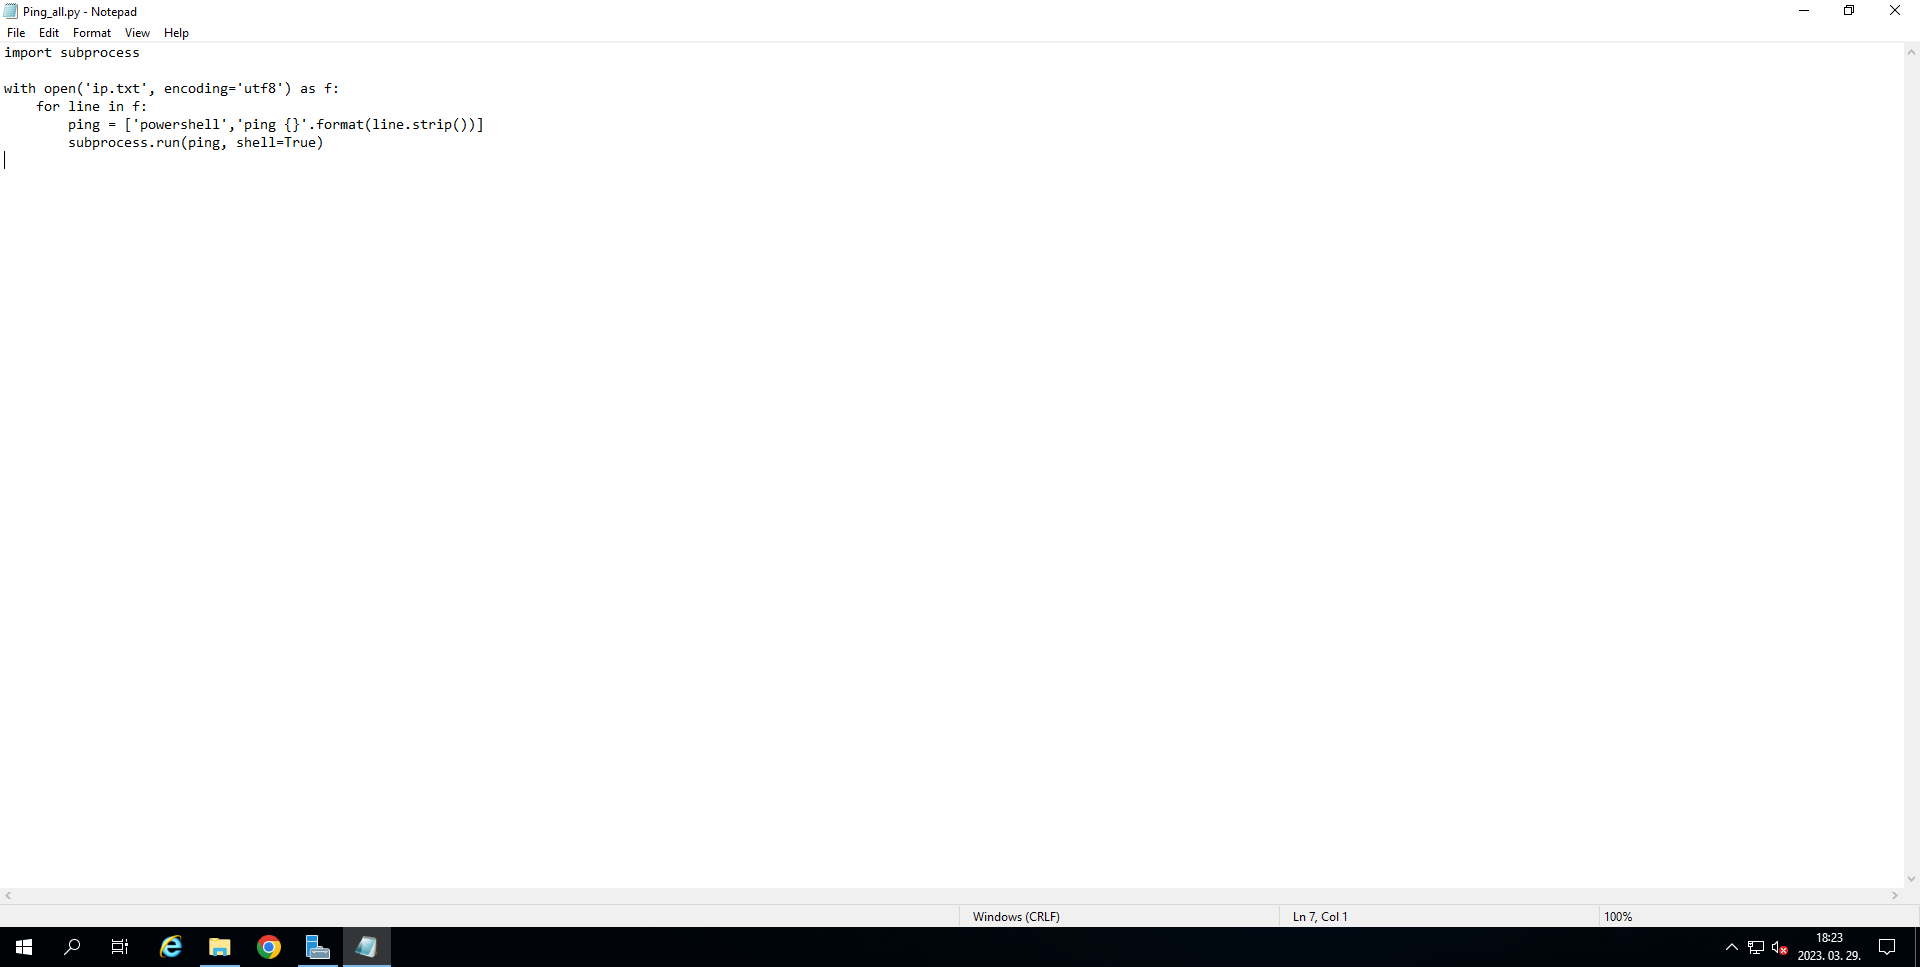 Ping_all.py - Notepad
File Edit Format View Help
import subprocess

with open('ip.txt', encoding='utf8') as f:
    for line in f:
        ping = ['powershell','ping {}'.format(line.strip())]
        subprocess.run(ping, shell=True)
Windows (CRLF) Ln 7, Col 1 100%
18:23
2023. 03. 29.